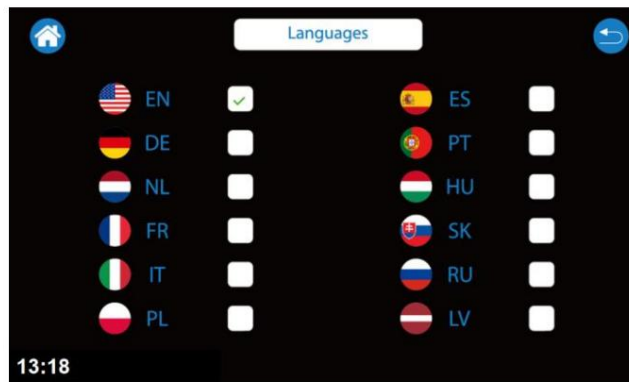 Languages
EN
ES
DE
PT
NL
HU
FR
SK
IT
RU
PL
LV
13:18